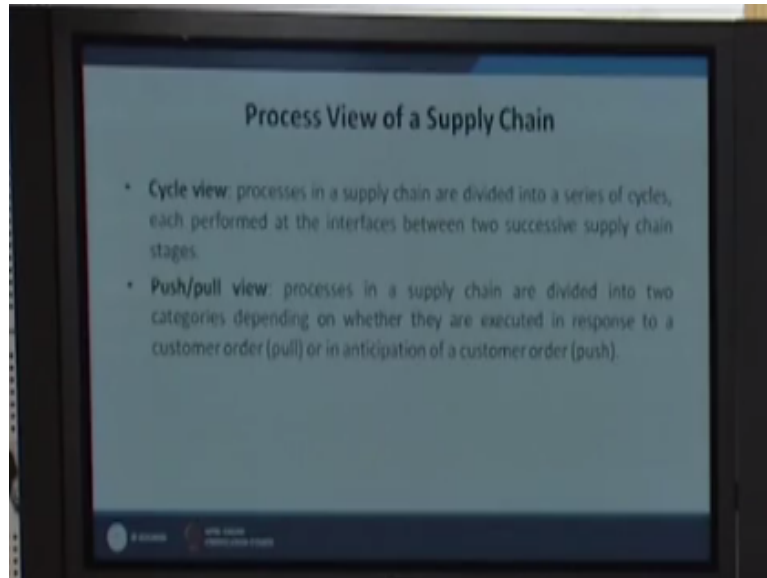 Process View of a Supply Chain
• Cycle view: processes in a supply chain are divided into a series of cycles,
each performed at the interfaces between two successive supply chain
stages.
• Push/pull view: processes in a supply chain are divided into two
categories depending on whether they are executed in response to a
customer order (pull) or in anticipation of a customer order (push).